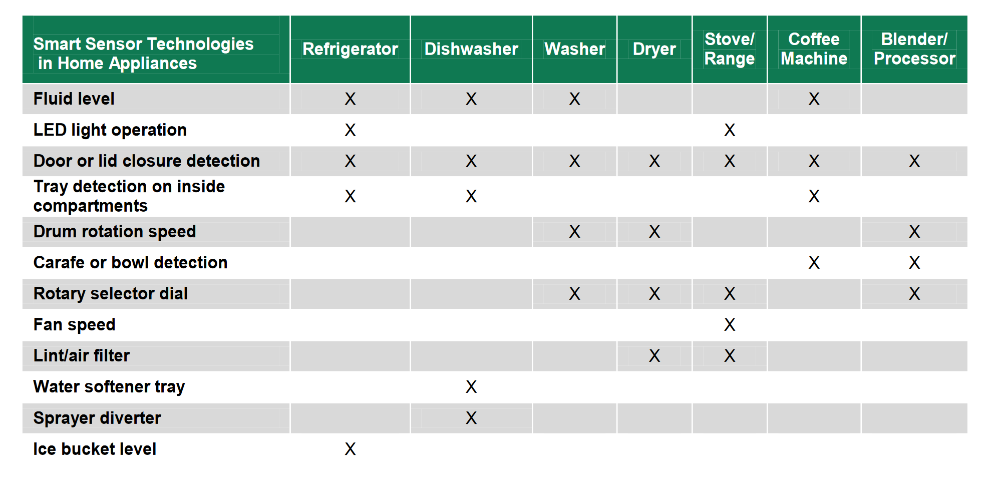 Smart Sensor Technologies
in Home Appliances
Refrigerator
Dishwasher
Washer
Dryer
Stove/
Range
Coffee
Machine
Blender/
Processor
Fluid level X X X X
LED light operation X X
Door or lid closure detection X X X X X X X
Tray detection on inside
compartments X X X
Drum rotation speed X X X
Carafe or bowl detection X X
Rotary selector dial X X X X
Fan speed X
Lint/air filter X X
Water softener tray X
Sprayer diverter X
Ice bucket level X